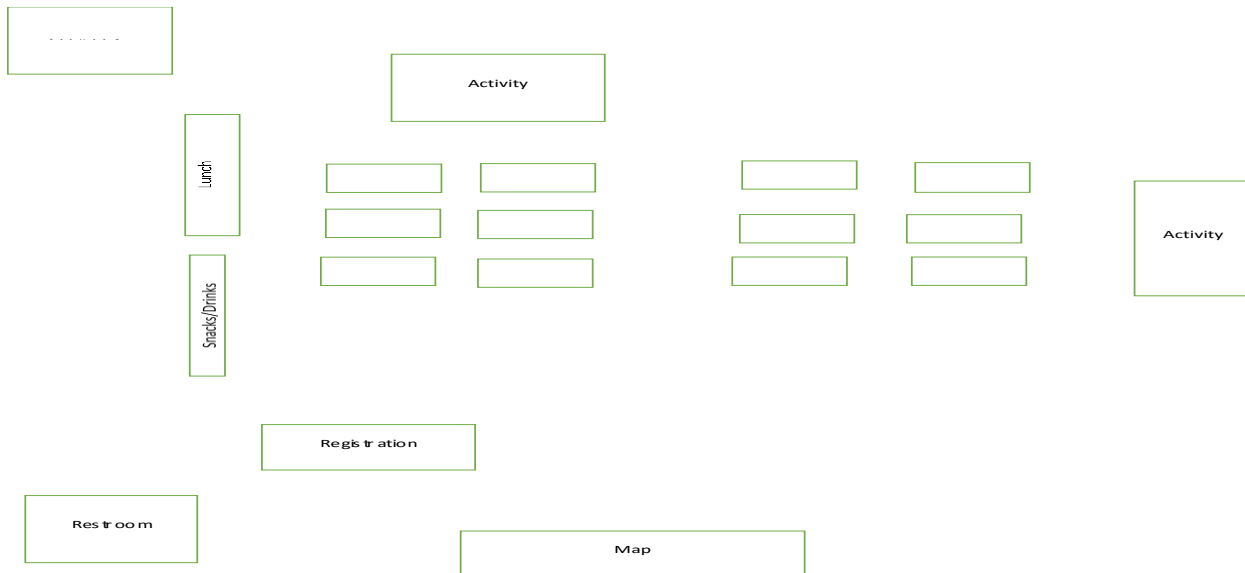 Activity
Lunch
Activity
Snacks/Drinks
Registration
Restroom
Map